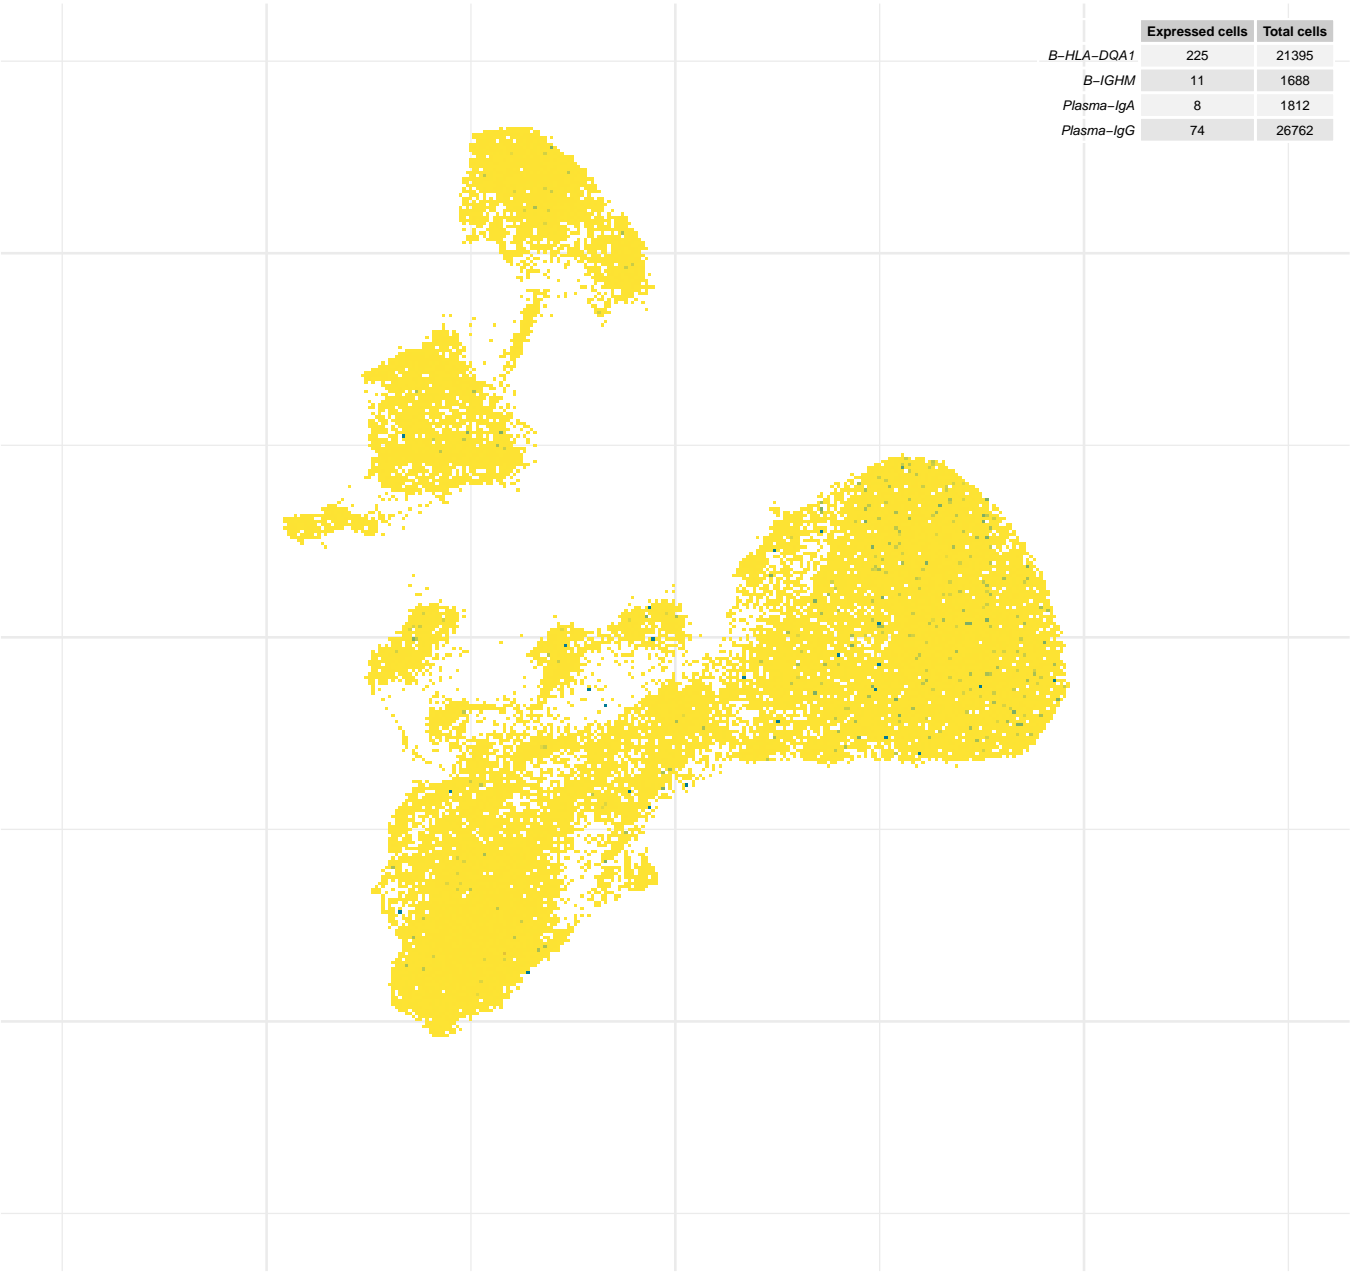 Expressed cells Total cells
B−HLA−DQA1 225 21395
B−IGHM 11 1688
Plasma−IgA 8 1812
Plasma−IgG 74 26762